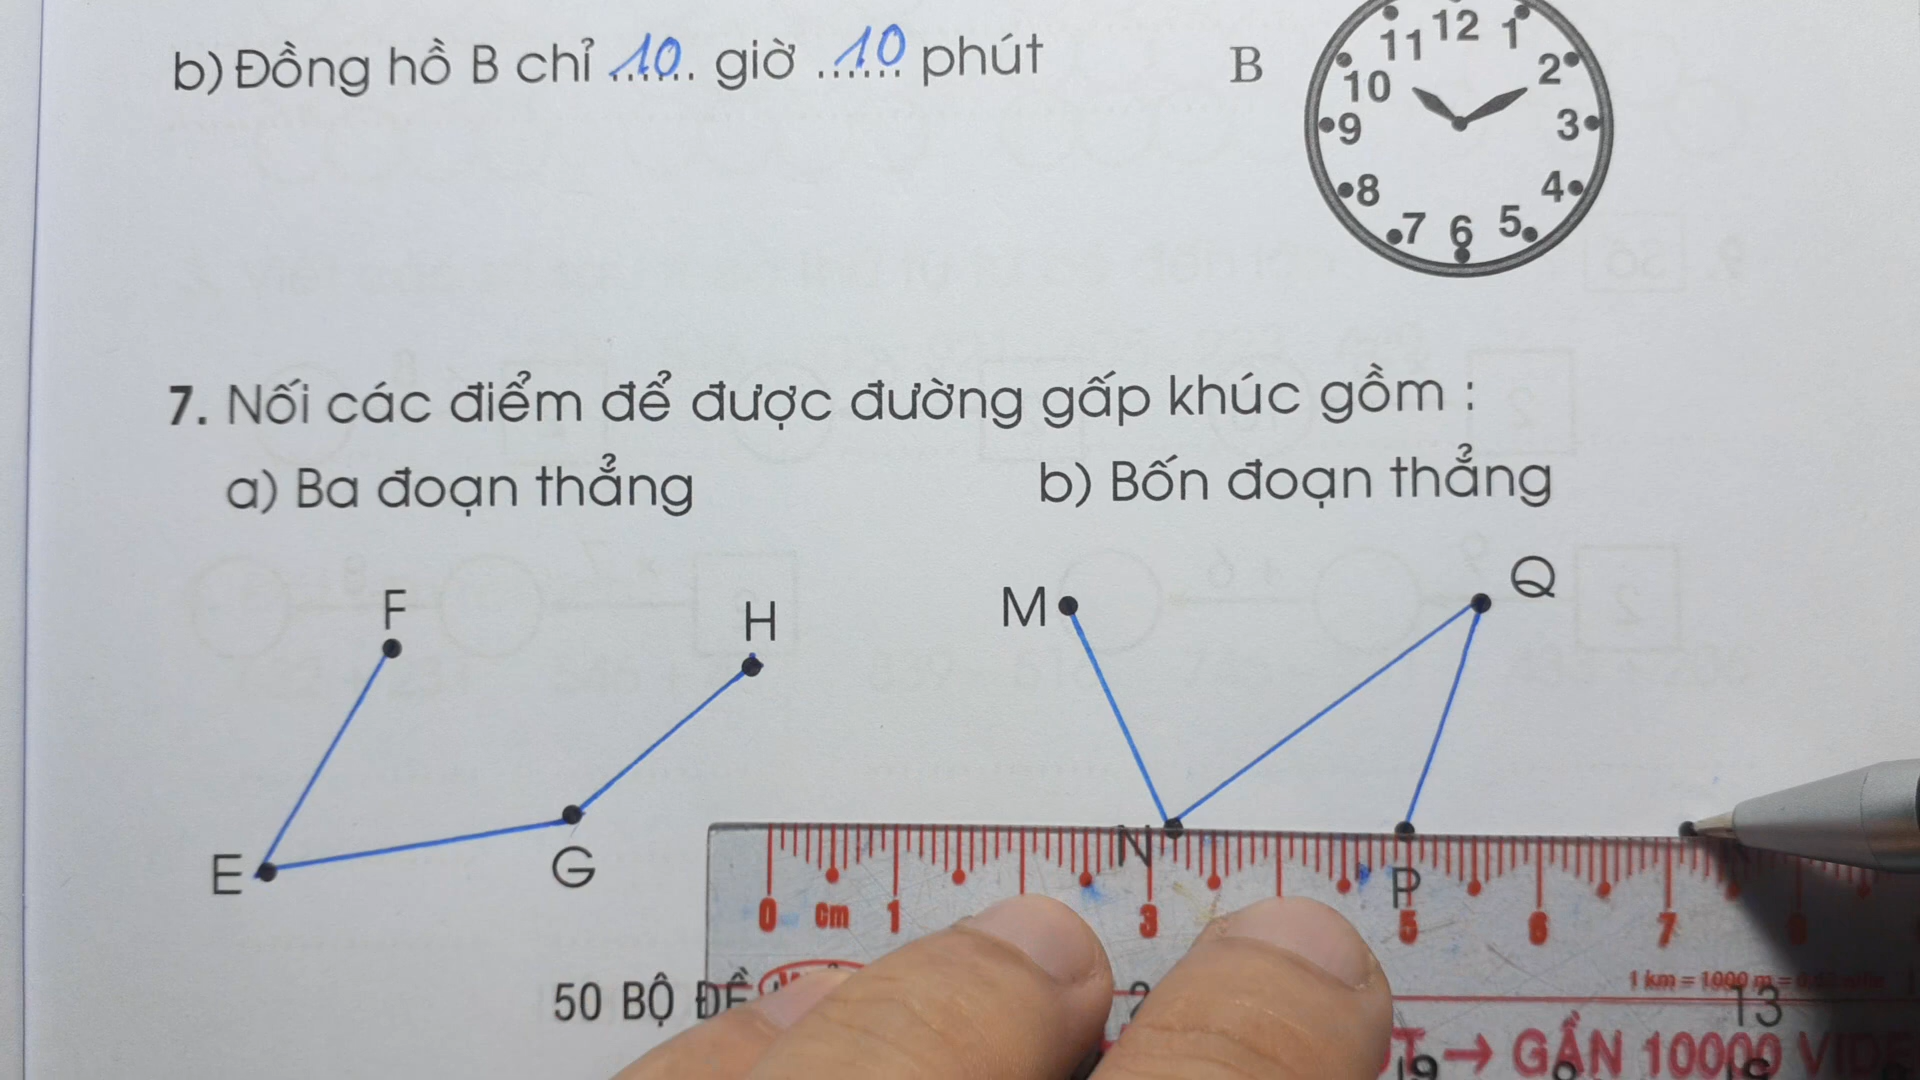 b) Đồng hồ B chỉ 10 giờ 10 phút
B
12
1
2
3
4
5
6
7
8
9
10
11
7. Nối các điểm để được đường gấp khúc gồm :
a) Ba đoạn thẳng
b) Bốn đoạn thẳng
F
H
M
Q
E
G
N
P
0 cm 1 3 5 6 7
1 km = 1000 m =
50 BỘ ĐỀ
13
→ GẦN 10000